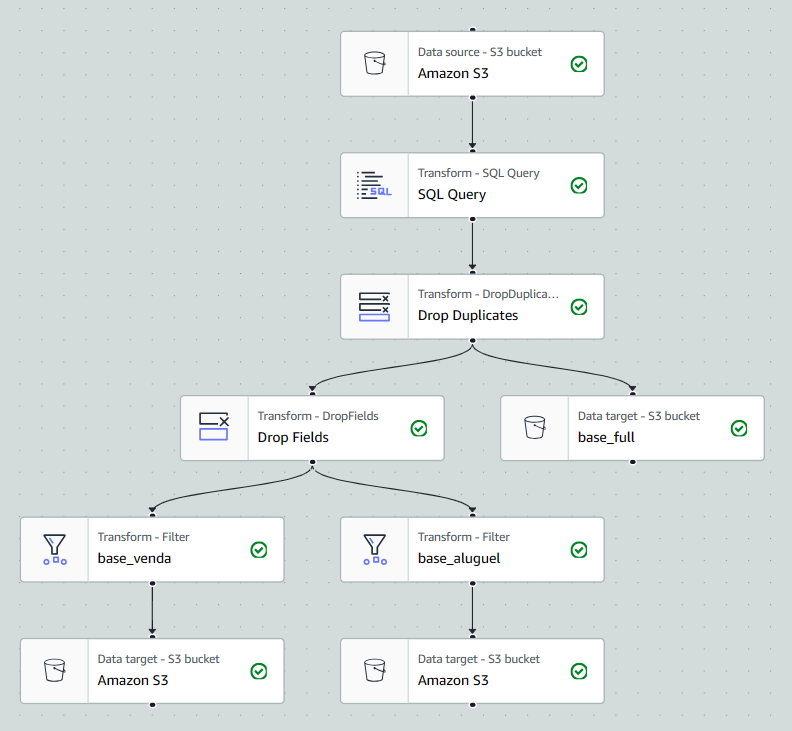 Data source - S3 bucket
Amazon S3
Transform - SQL Query
SQL
SQL Query
Transform - DropDuplica...
Drop Duplicates
Transform - DropFields
Drop Fields
Data target - S3 bucket
base_full
Transform - Filter
base_venda
Transform - Filter
base_aluguel
Data target - S3 bucket
Amazon S3
Data target - S3 bucket
Amazon S3